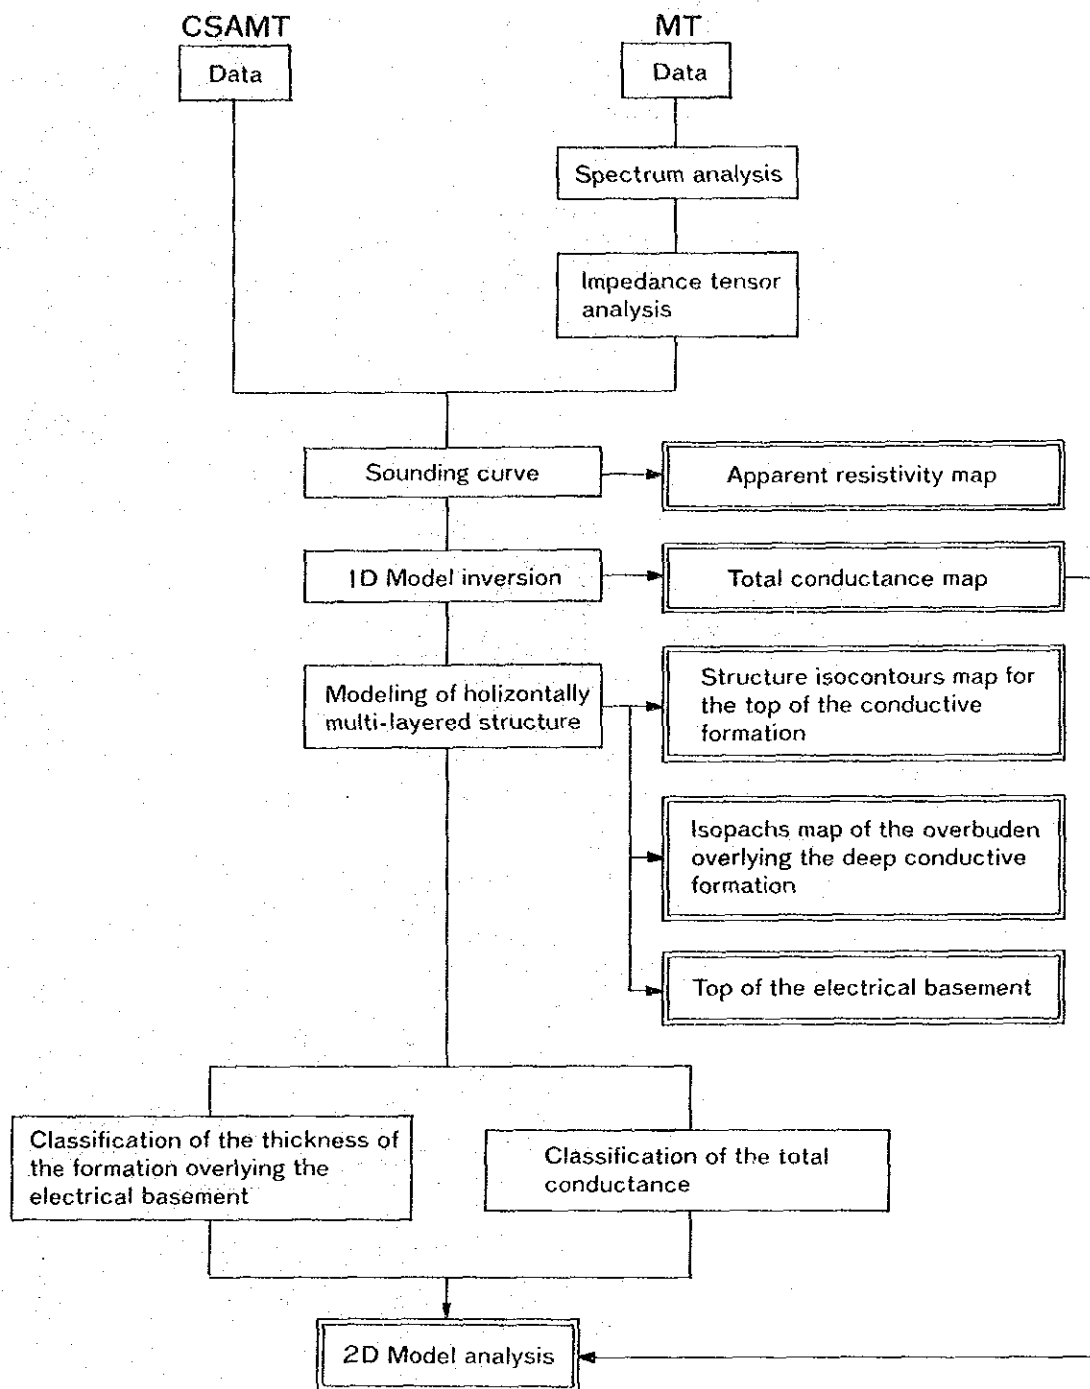 CSAMT
MT
Data
Data
Spectrum analysis
Impedance tensor
analysis
Sounding curve
Apparent resistivity map
1D Model inversion
Total conductance map
Modeling of holizontally
multi-layered structure
Structure isocontours map for
the top of the conductive
formation
Isopachs map of the overbuden
overlying the deep conductive
formation
Top of the electrical basement
Classification of the thickness of
the formation overlying the
electrical basement
Classification of the total
conductance
2D Model analysis